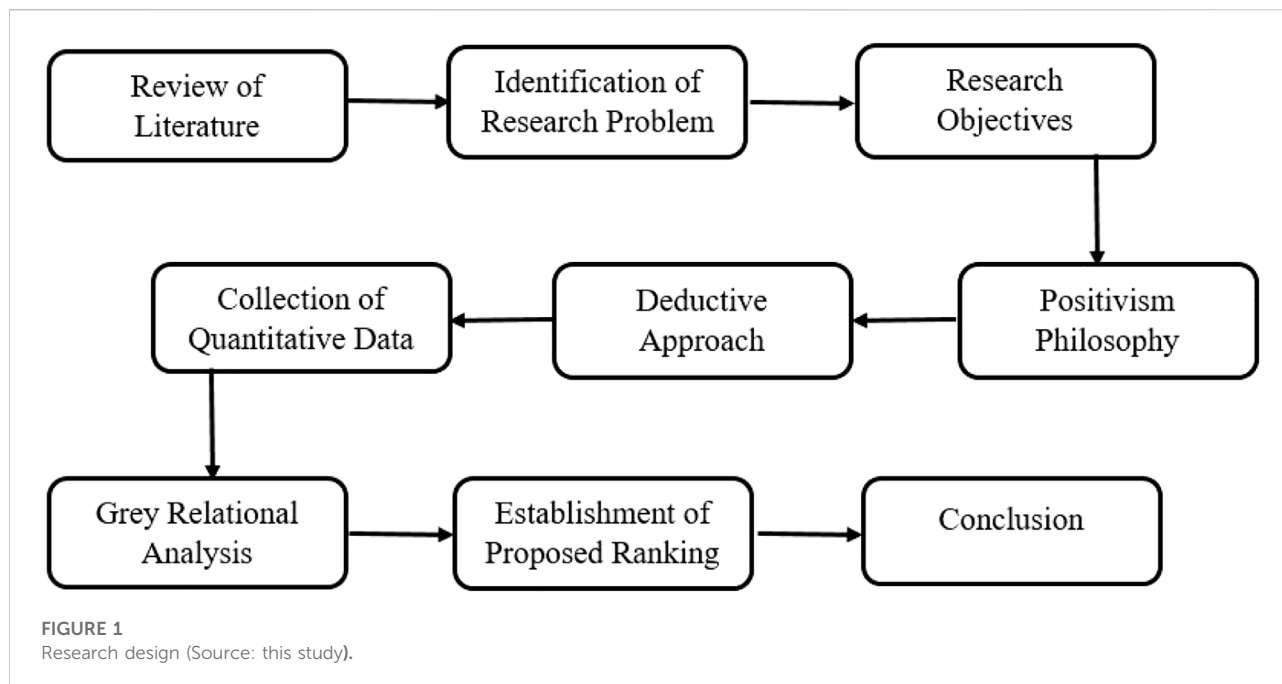 Review of
Literature
Identification of
Research Problem
Research
Objectives
Positivism
Philosophy
Deductive
Approach
Collection of
Quantitative Data
Grey Relational
Analysis
Establishment of
Proposed Ranking
Conclusion
FIGURE 1
Research design (Source: this study).